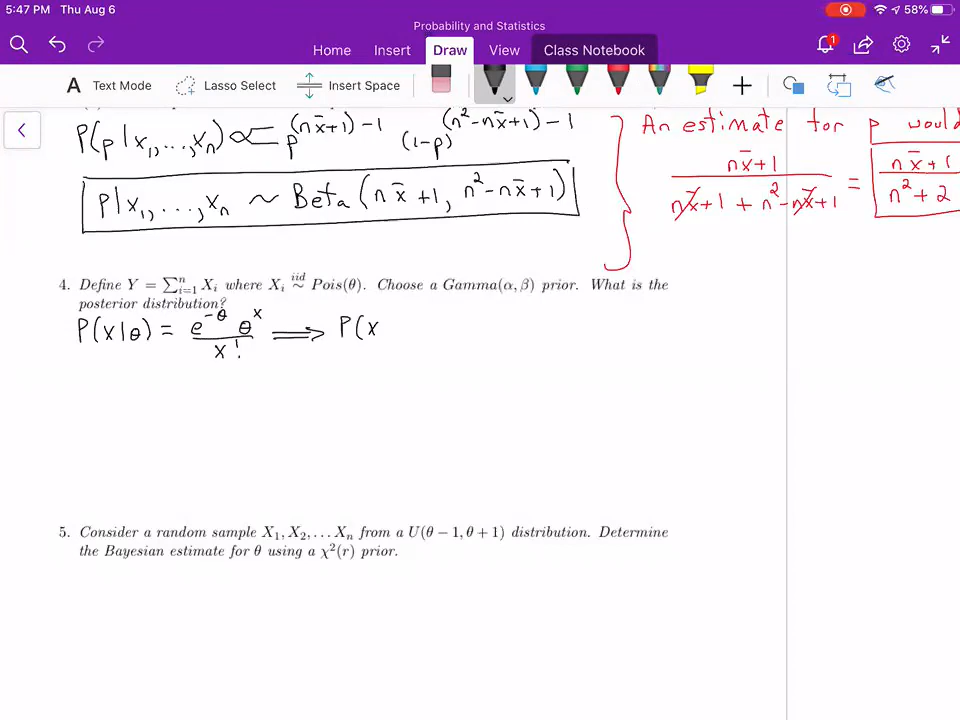 5:47 PM Thu Aug 6
58%
Probability and Statistics
Home Insert Draw View Class Notebook
1
A Text Mode Lasso Select Insert Space
P(p|x₁,...,xₙ) ∝ p^(nx̄+1)-1 (1-p)^(n²-nx̄+1)-1
An estimate for p would
p|x₁,...,xₙ ~ Beta(nx̄+1, n²-nx̄+1)
nx̄+1 / nx̄+1 + n²-nx̄+1 = nx̄+1 / n²+2
4. Define Y = ∑ⁿᵢ₌₁ Xᵢ where Xᵢ iid ~ Pois(θ). Choose a Gamma(α, β) prior. What is the
posterior distribution?
P(x|θ) = e^-θ θ^x / x! ⟹ P(x
5. Consider a random sample X₁, X₂, ... Xₙ from a U(θ − 1, θ + 1) distribution. Determine
the Bayesian estimate for θ using a χ²(r) prior.